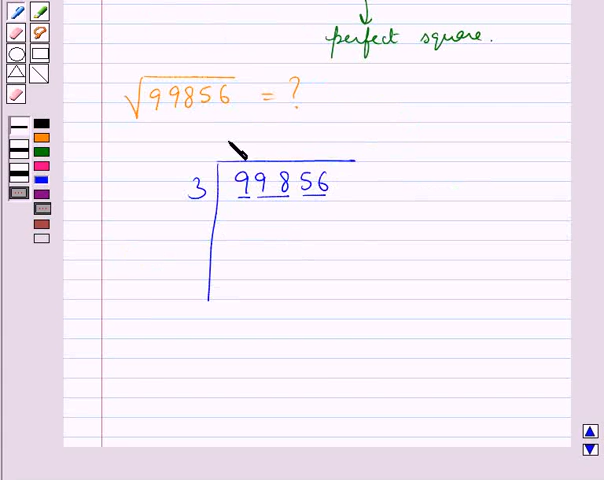 perfect square.
√99856 = ?
3 99856